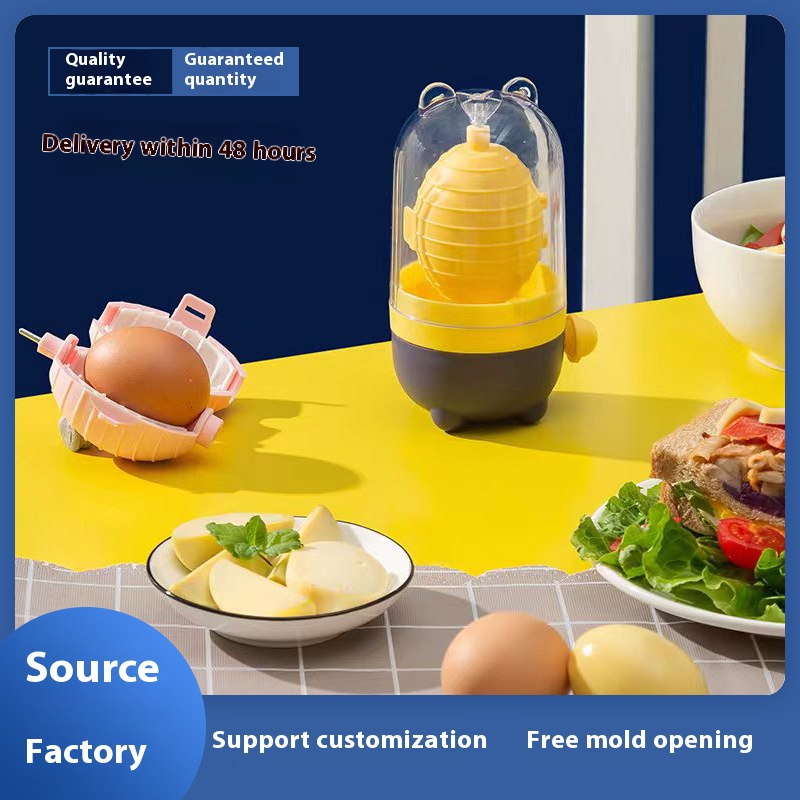 Quality
guarantee
Guaranteed
quantity
Delivery within 48 hours
Source
Factory
Support customization
Free mold opening